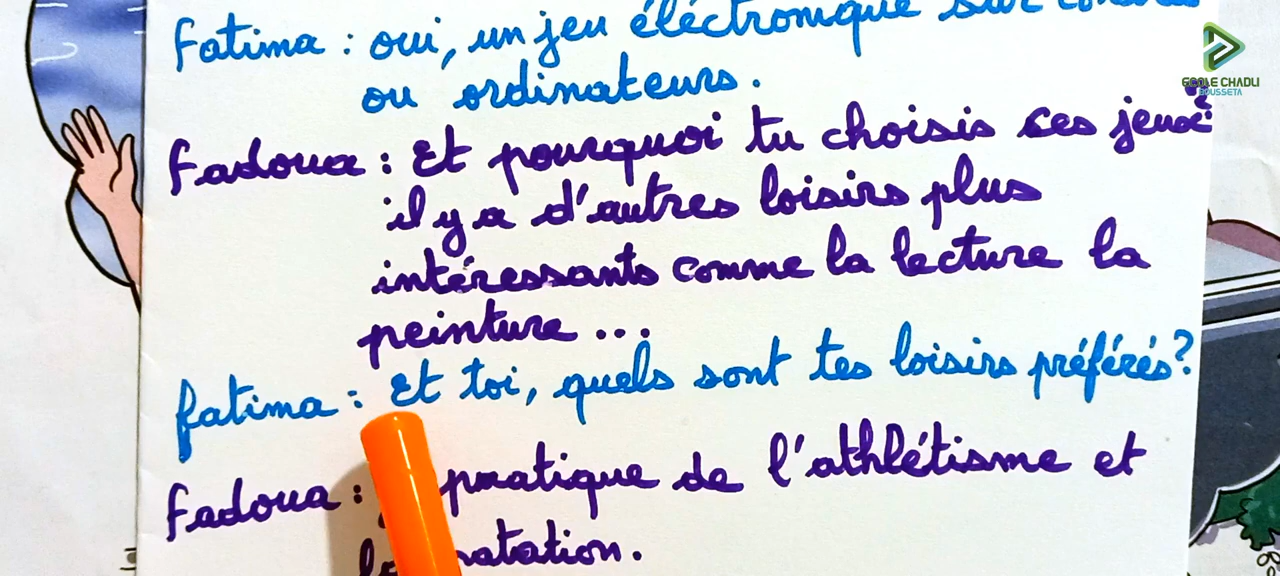 Fatima : oui, un jeu électronique sur
ou ordinateurs.
Fadoua : Et pourquoi tu choisis ces jeux?
il y a d'autres loisirs plus
intéressants comme la lecture la
peinture ...
fatima : Et toi, quels sont tes loisirs préférés?
Fadoua : pratique de l'athlétisme et
natation.
ECOLE CHADLI
BOUSSETA